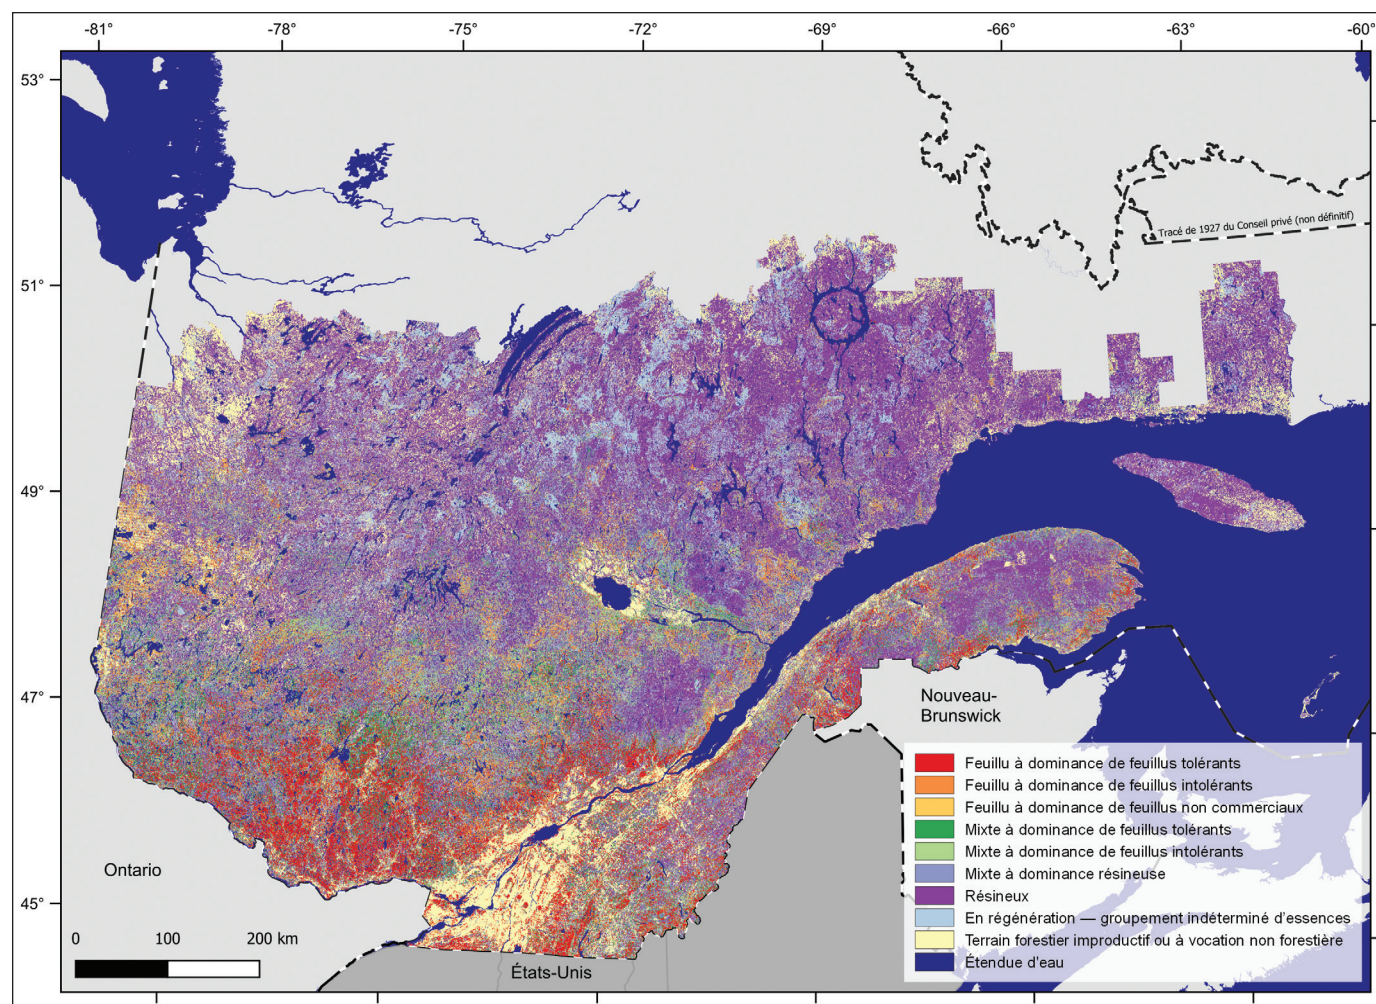 -81° -78° -75° -72° -69° -66° -63° -60°
53°
51°
49°
47°
45°
Tracé de 1927 du Conseil privé (non définitif)
Nouveau-
Brunswick
Ontario
États-Unis
0 100 200 km
Feuillu à dominance de feuillus tolérants
Feuillu à dominance de feuillus intolérants
Feuillu à dominance de feuillus non commerciaux
Mixte à dominance de feuillus tolérants
Mixte à dominance de feuillus intolérants
Mixte à dominance résineuse
Résineux
En régénération — groupement indéterminé d'essences
Terrain forestier improductif ou à vocation non forestière
Étendue d'eau